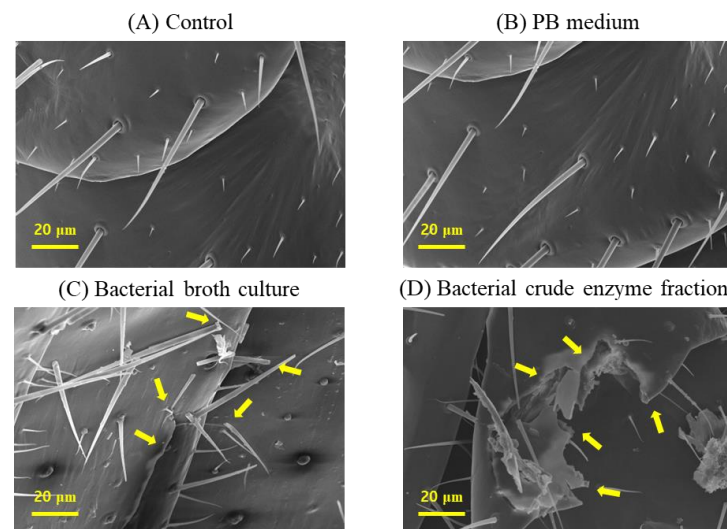 (A) Control
(B) PB medium
20 μm
20 μm
(C) Bacterial broth culture
(D) Bacterial crude enzyme fraction
20 μm
20 μm